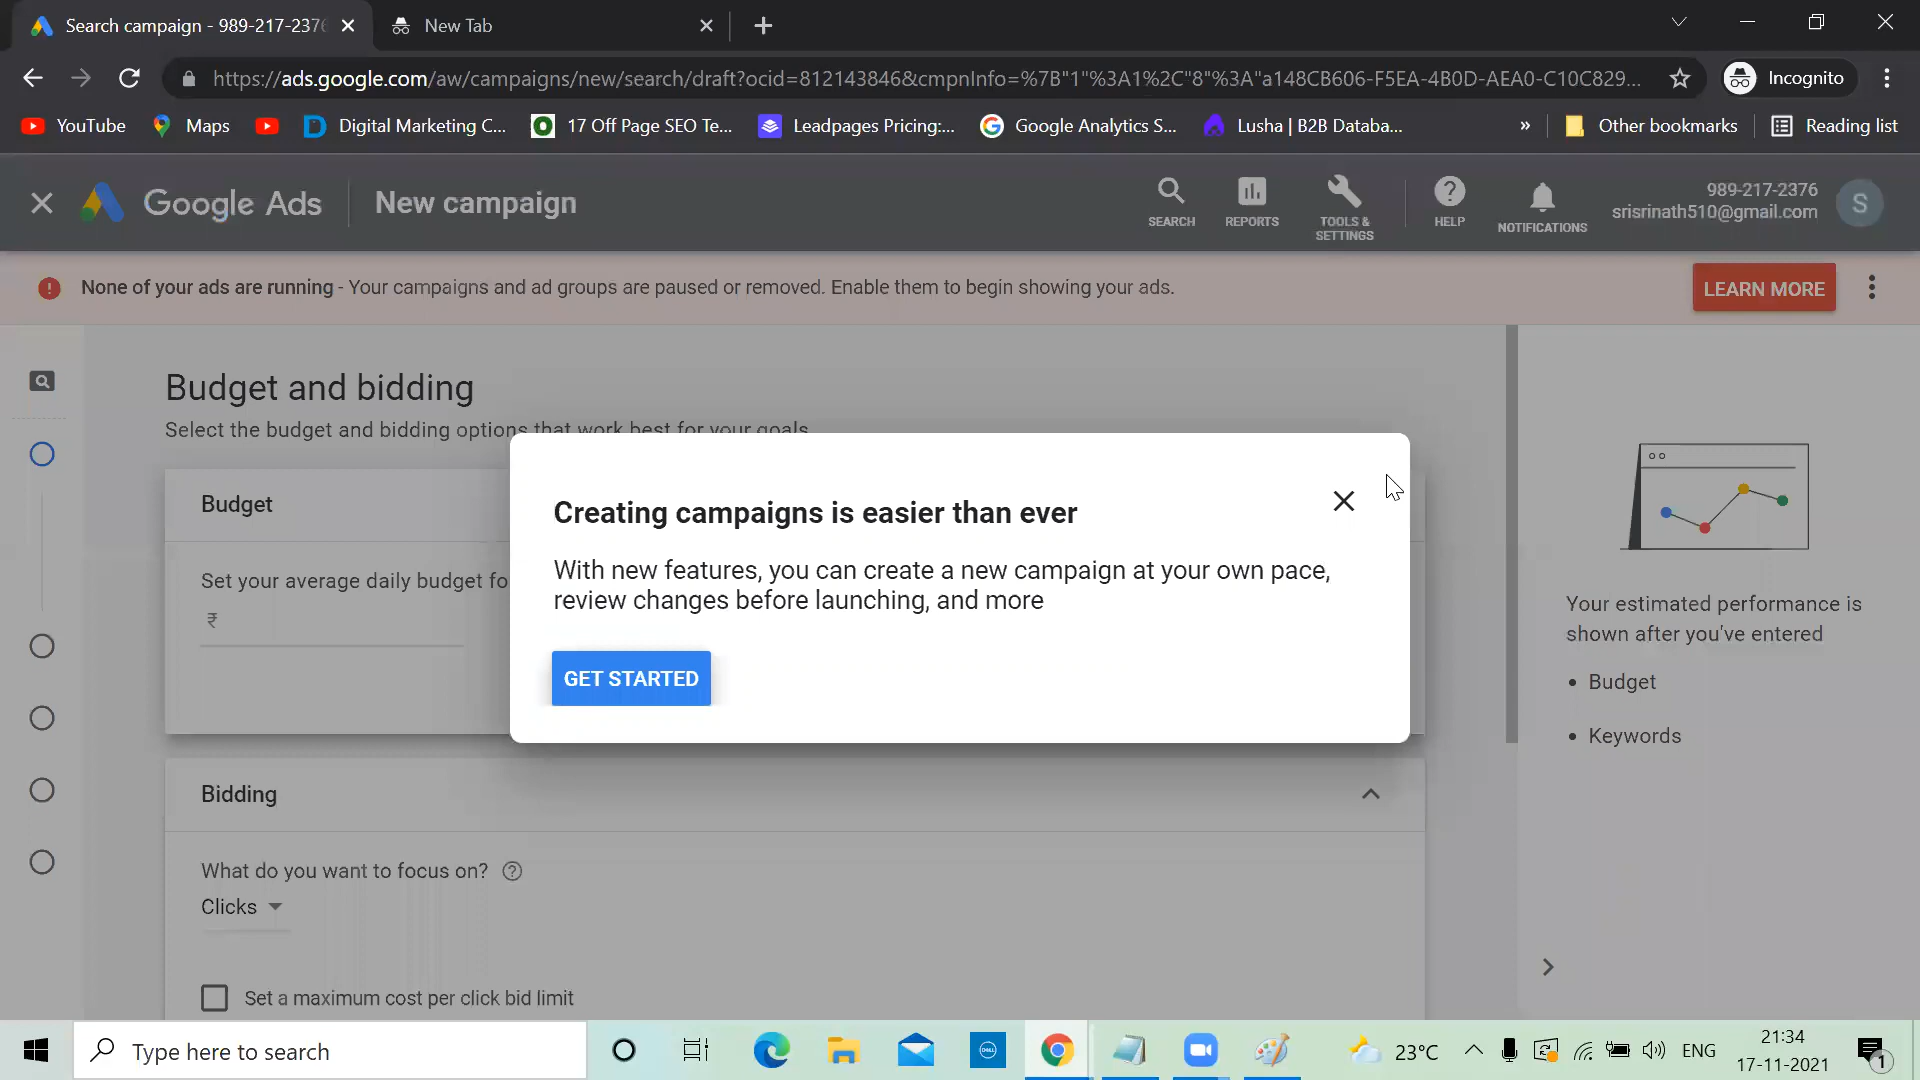 Search campaign - 989-217-2376
New Tab
https://ads.google.com/aw/campaigns/new/search/draft?ocid=812143846&cmpnInfo=%7B"1"%3A1%2C"8"%3A"a148CB606-F5EA-4B0D-AEA0-C10C829...
Incognito
YouTube
Maps
Digital Marketing C...
17 Off Page SEO Te...
Leadpages Pricing:...
Google Analytics S...
Lusha | B2B Databa...
»
Other bookmarks
Reading list
Google Ads
New campaign
SEARCH
REPORTS
TOOLS &
SETTINGS
HELP
NOTIFICATIONS
989-217-2376
srisrinath510@gmail.com
S
None of your ads are running - Your campaigns and ad groups are paused or removed. Enable them to begin showing your ads.
LEARN MORE
Budget and bidding
Select the budget and bidding options that work best for your goals
Budget
Set your average daily budget fo
₹
Creating campaigns is easier than ever
With new features, you can create a new campaign at your own pace,
review changes before launching, and more
GET STARTED
Your estimated performance is
shown after you've entered
• Budget
• Keywords
Bidding
What do you want to focus on?
Clicks
Set a maximum cost per click bid limit
Type here to search
DELL
23°C
ENG
21:34
17-11-2021
1